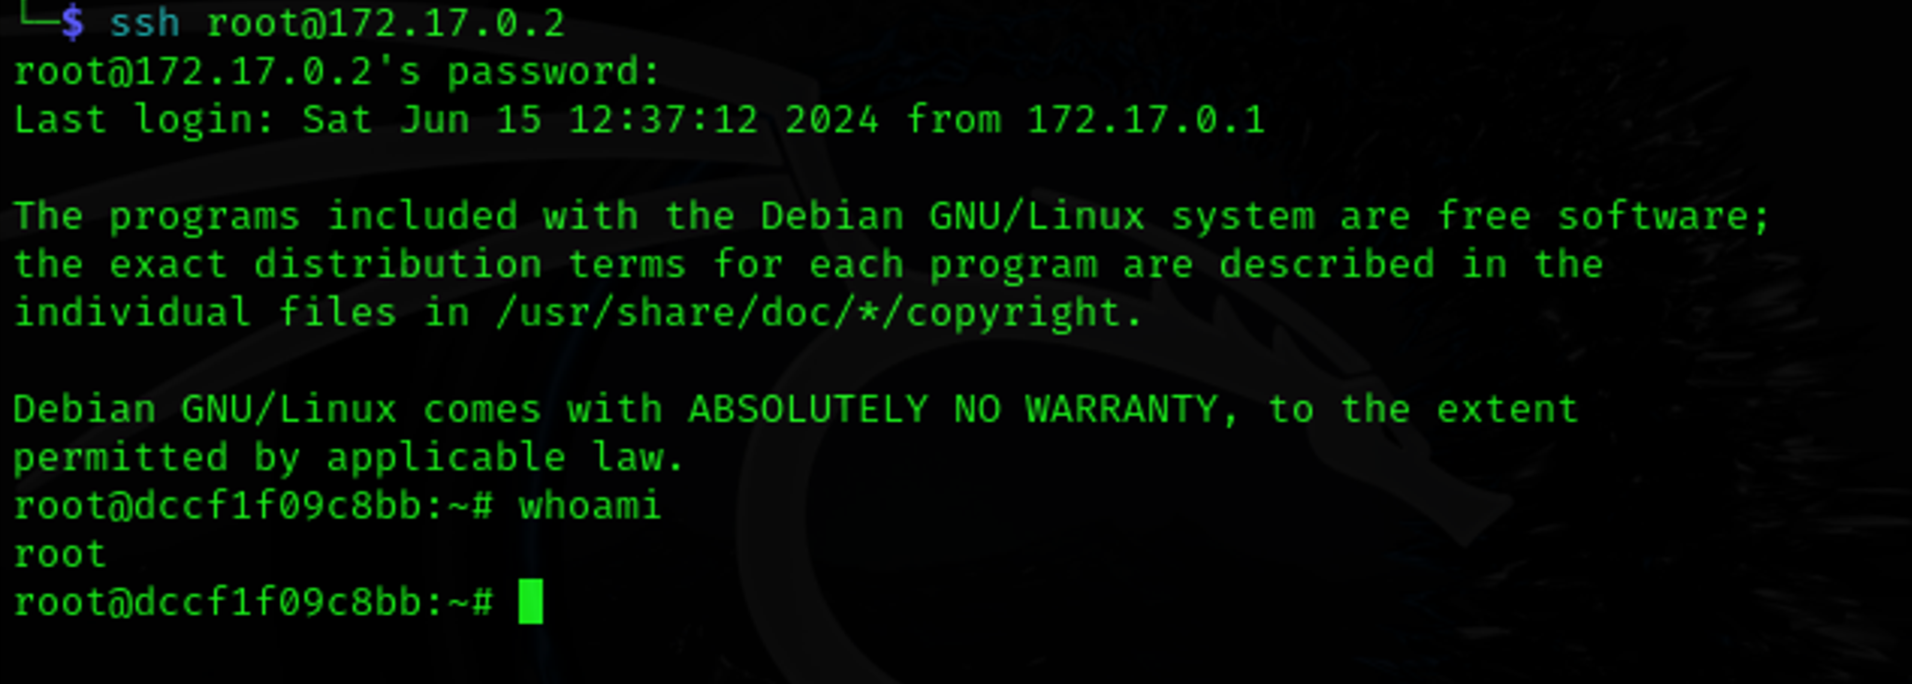 └─$ ssh root@172.17.0.2
root@172.17.0.2's password:
Last login: Sat Jun 15 12:37:12 2024 from 172.17.0.1
The programs included with the Debian GNU/Linux system are free software;
the exact distribution terms for each program are described in the
individual files in /usr/share/doc/*/copyright.
Debian GNU/Linux comes with ABSOLUTELY NO WARRANTY, to the extent
permitted by applicable law.
root@dccf1f09c8bb:~# whoami
root
root@dccf1f09c8bb:~#